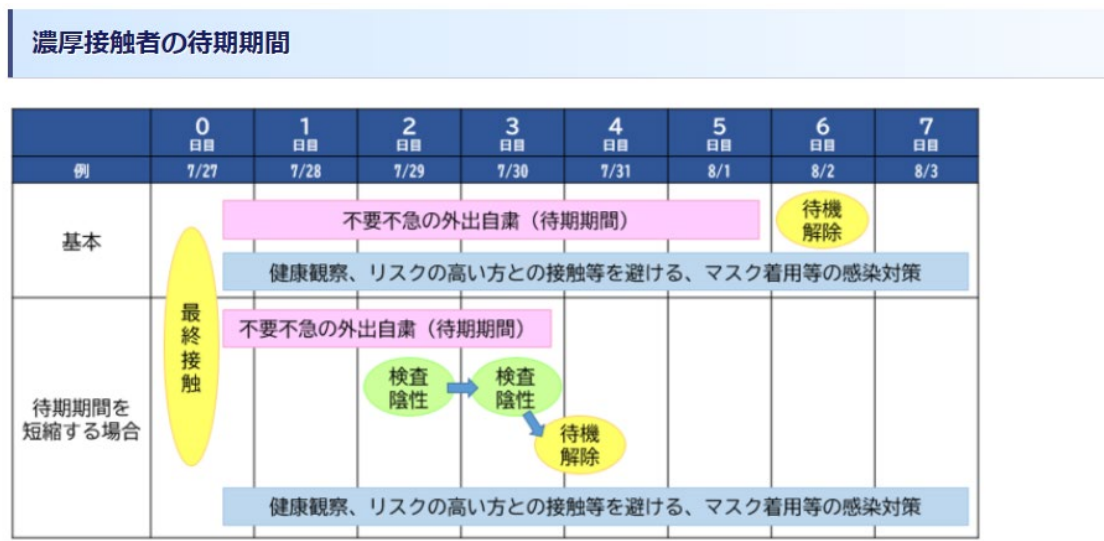 濃厚接触者の待期期間
0
日目
1
日目
2
日目
3
日目
4
日目
5
日目
6
日目
7
日目
例
7/27
7/28
7/29
7/30
7/31
8/1
8/2
8/3
基本
最
終
接
触
不要不急の外出自粛（待期期間）
待機
解除
健康観察、リスクの高い方との接触等を避ける、マスク着用等の感染対策
待期期間を
短縮する場合
不要不急の外出自粛（待期期間）
検査
陰性
検査
陰性
待機
解除
健康観察、リスクの高い方との接触等を避ける、マスク着用等の感染対策